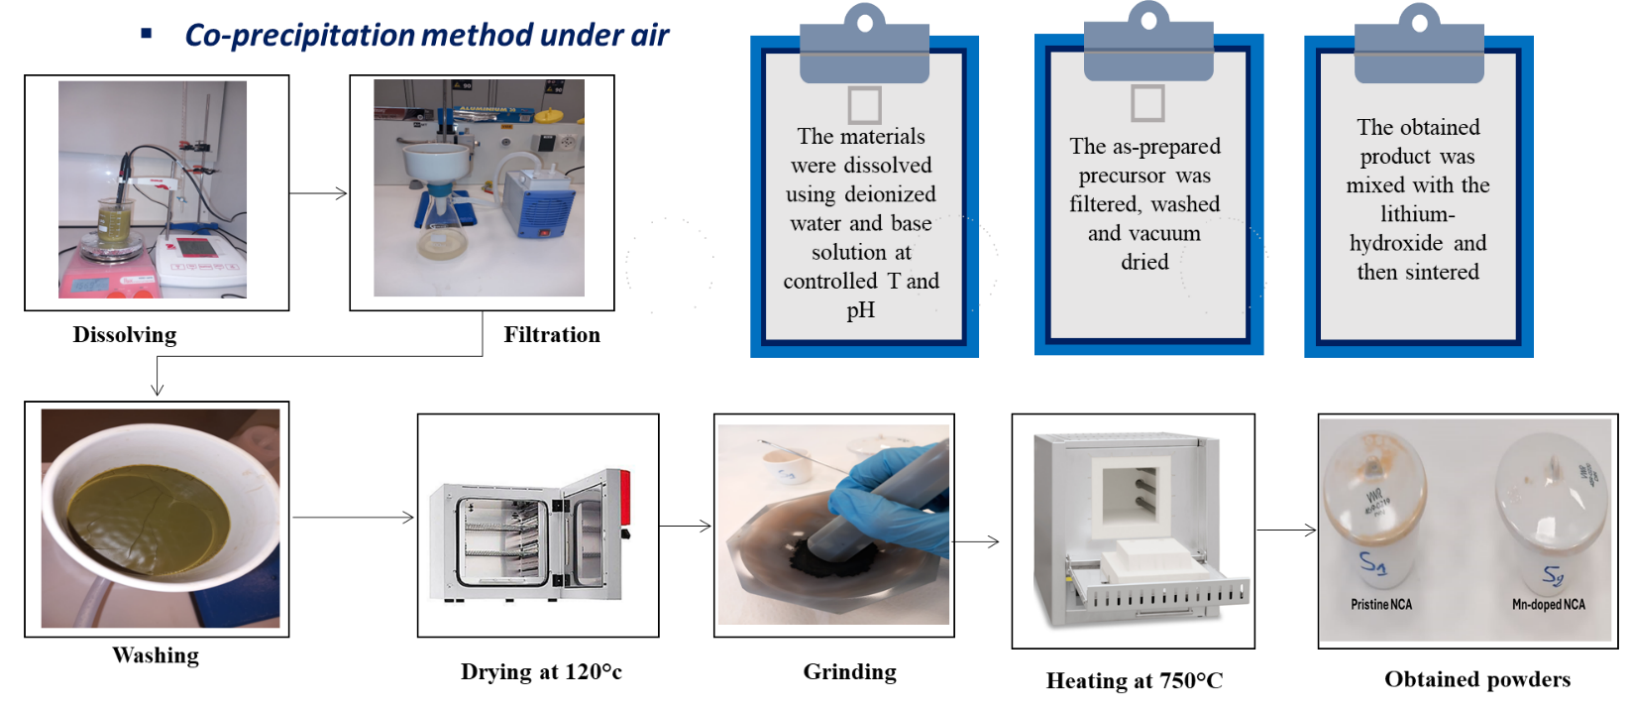 ▪ Co-precipitation method under air
The materials
were dissolved
using deionized
water and base
solution at
controlled T and
pH
The as-prepared
precursor was
filtered, washed
and vacuum
dried
The obtained
product was
mixed with the
lithium-
hydroxide and
then sintered
Dissolving
Filtration
Washing
Drying at 120°c
Grinding
Heating at 750°C
VWR
S1
Pristine NCA
VWR
S2
Mn-doped NCA
Obtained powders